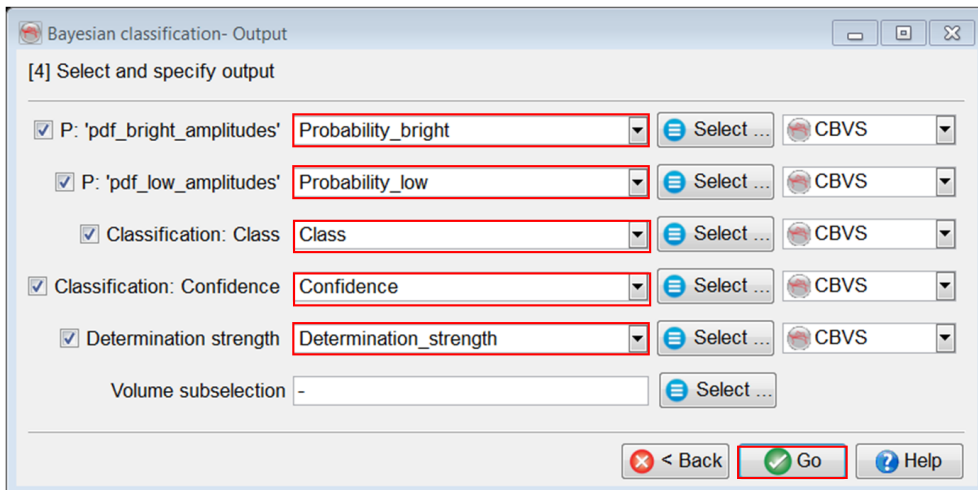 Bayesian classification- Output
[4] Select and specify output
P: 'pdf_bright_amplitudes' Probability_bright Select ... CBVS
P: 'pdf_low_amplitudes' Probability_low Select ... CBVS
Classification: Class Class Select ... CBVS
Classification: Confidence Confidence Select ... CBVS
Determination strength Determination_strength Select ... CBVS
Volume subselection - Select ...
< Back Go ? Help